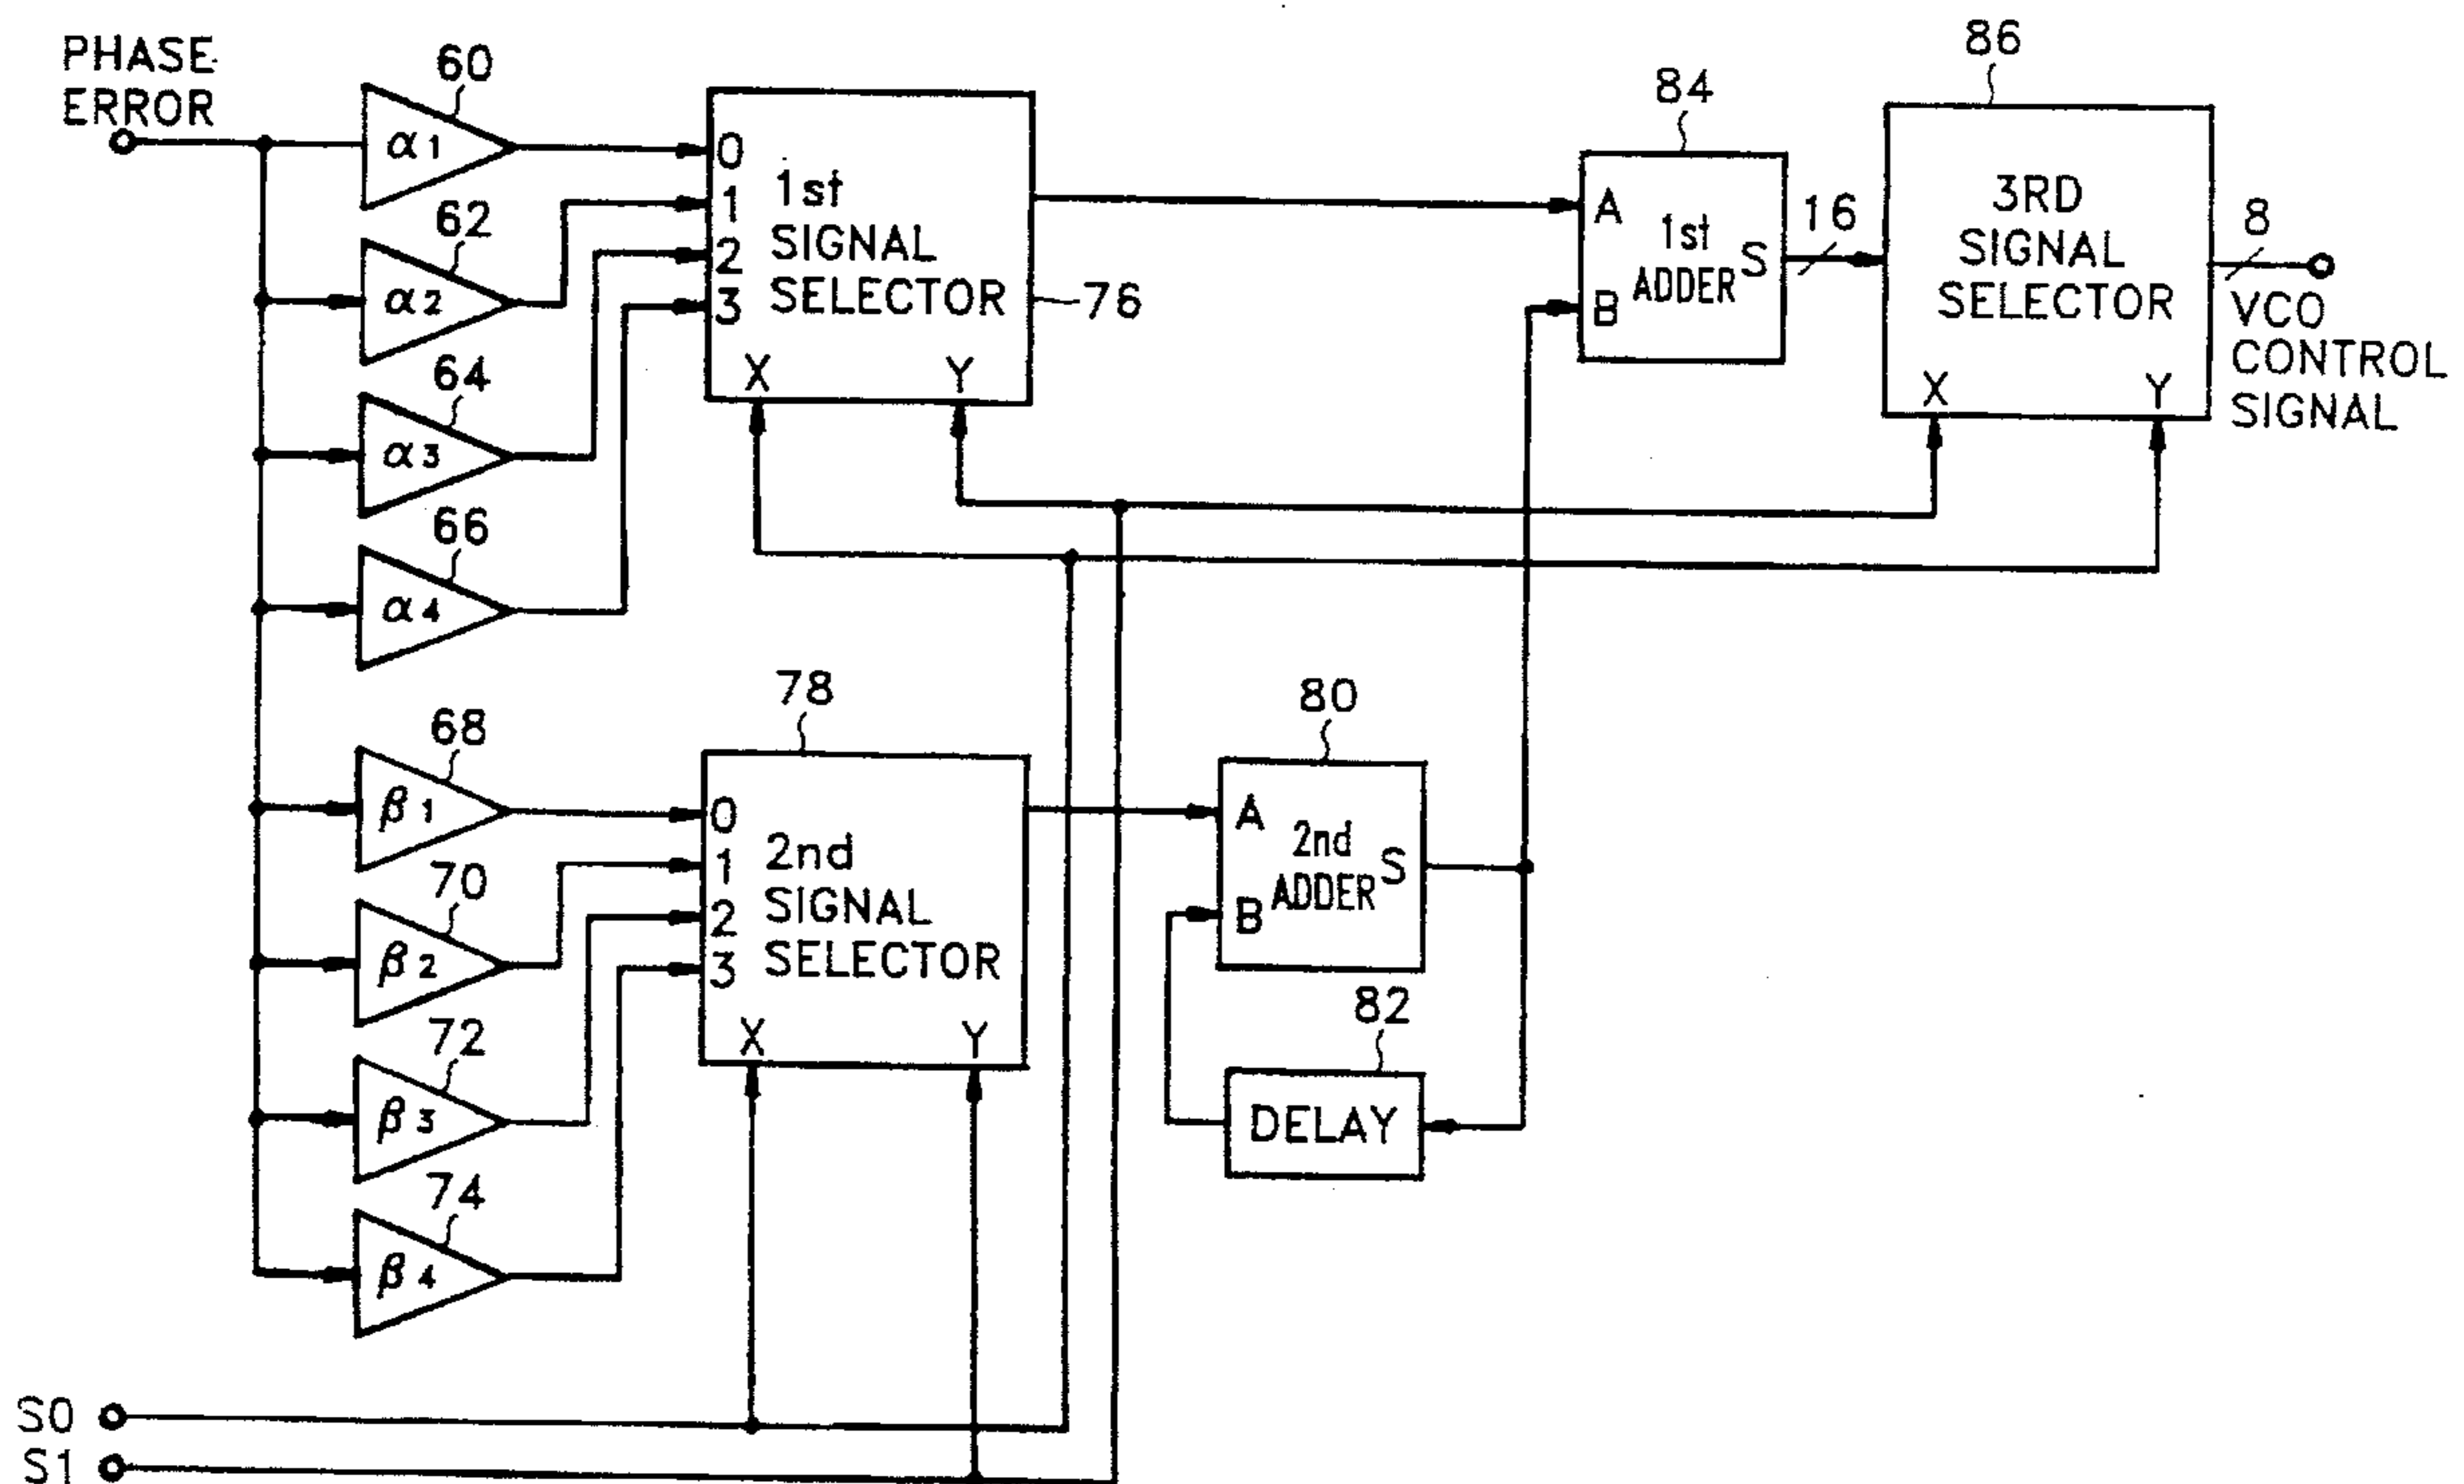 PHASE
ERROR
60
α1
62
α2
64
α3
66
α4
0
1
2
3
1st
SIGNAL
SELECTOR
X
Y
76
84
A
B
1st
ADDER
S
16
86
3RD
SIGNAL
SELECTOR
X
Y
8
VCO
CONTROL
SIGNAL
68
β1
70
β2
72
β3
74
β4
78
0
1
2
3
2nd
SIGNAL
SELECTOR
X
Y
80
A
B
2nd
ADDER
S
82
DELAY
S0
S1